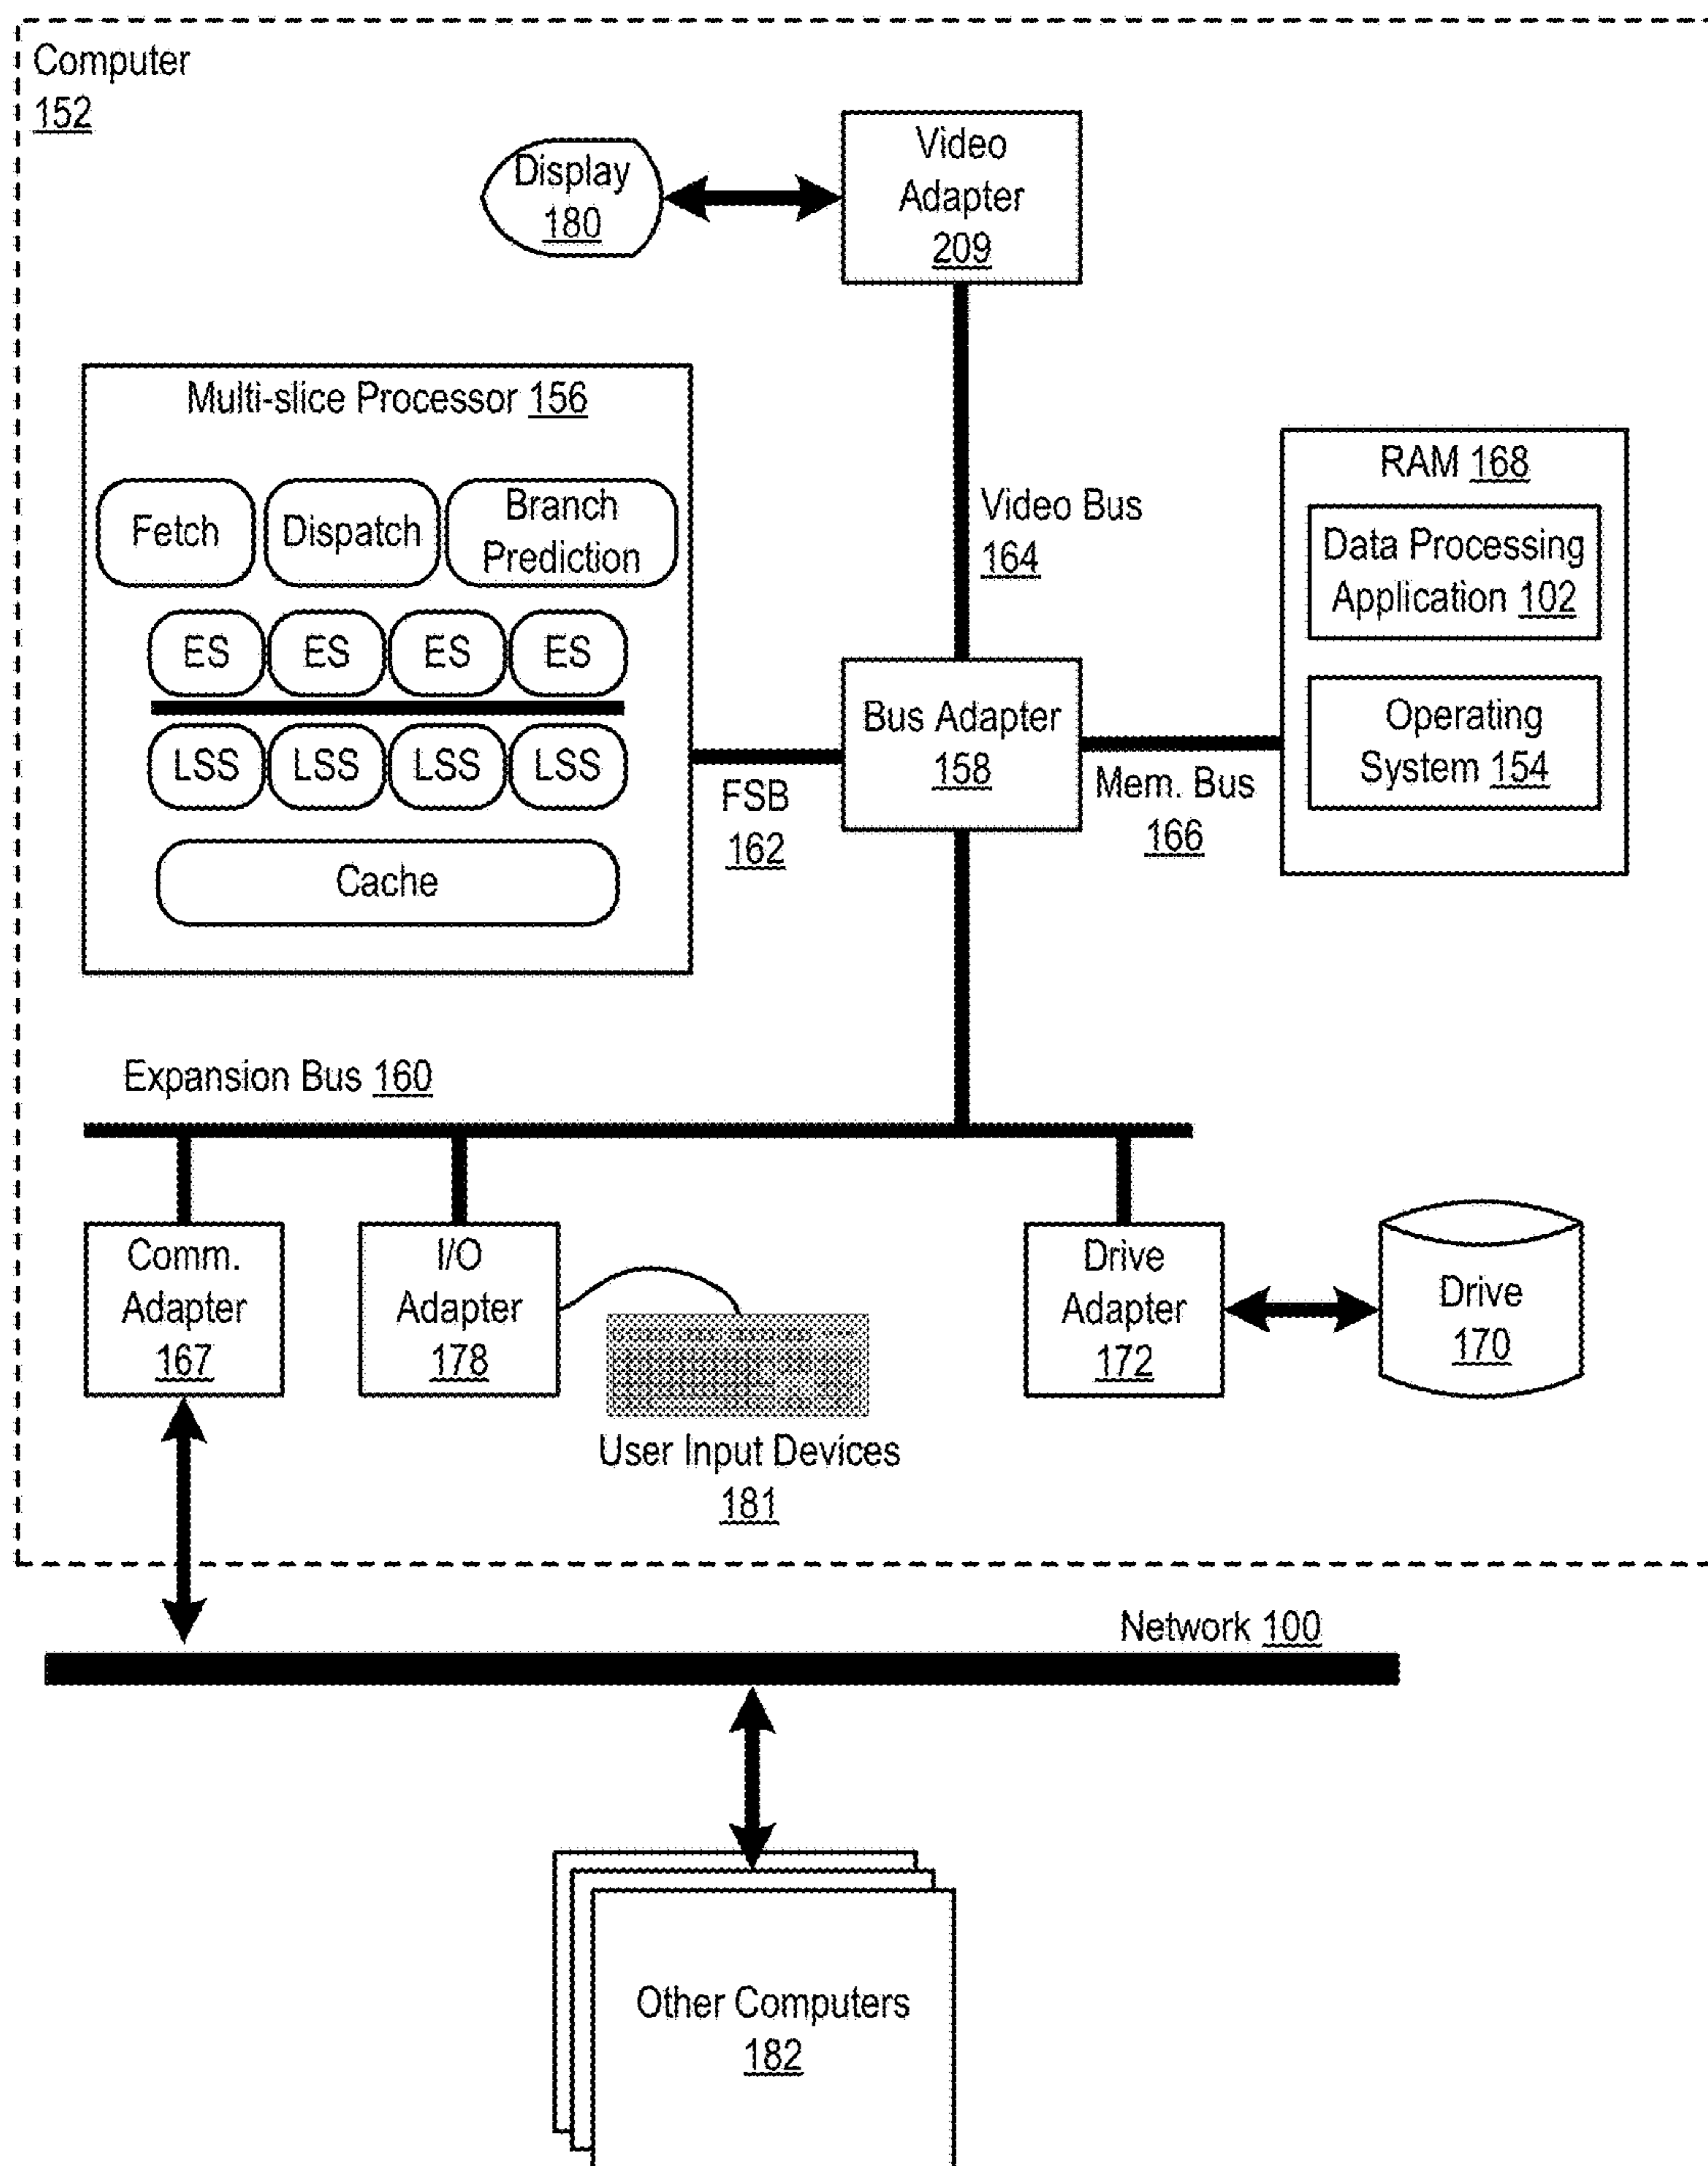 Computer
152
Display
180
Video
Adapter
209
Multi-slice Processor 156
Fetch
Dispatch
Branch
Prediction
ES
ES
ES
ES
LSS
LSS
LSS
LSS
Cache
FSB
162
Video Bus
164
Bus Adapter
158
Mem. Bus
166
RAM 168
Data Processing
Application 102
Operating
System 154
Expansion Bus 160
Comm.
Adapter
167
I/O
Adapter
178
User Input Devices
181
Drive
Adapter
172
Drive
170
Network 100
Other Computers
182